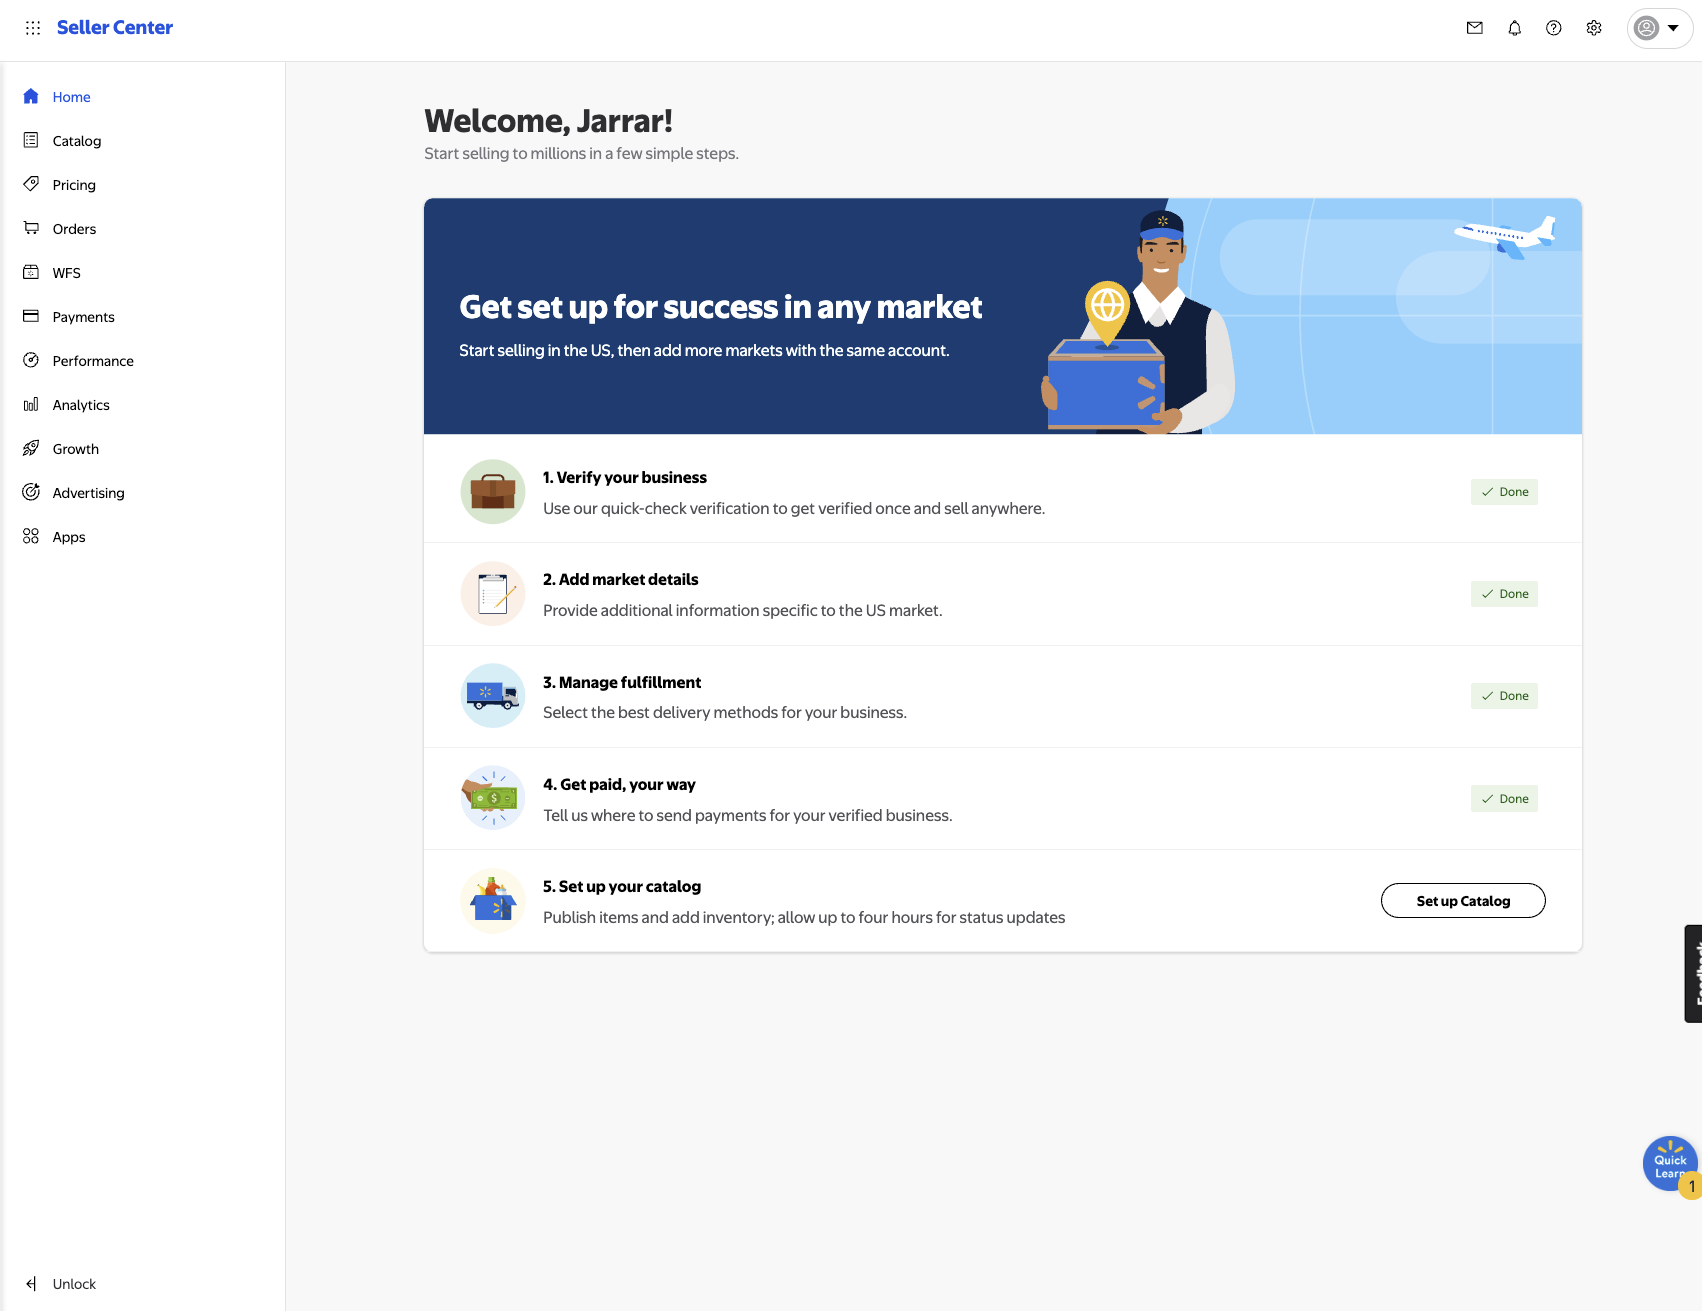 Seller Center
Home
Catalog
Pricing
Orders
WFS
Payments
Performance
Analytics
Growth
Advertising
Apps
Unlock
Welcome, Jarrar!
Start selling to millions in a few simple steps.
Get set up for success in any market
Start selling in the US, then add more markets with the same account.
1. Verify your business
Use our quick-check verification to get verified once and sell anywhere.
Done
2. Add market details
Provide additional information specific to the US market.
Done
3. Manage fulfillment
Select the best delivery methods for your business.
Done
4. Get paid, your way
Tell us where to send payments for your verified business.
Done
5. Set up your catalog
Publish items and add inventory; allow up to four hours for status updates
Set up Catalog
Feedback
Quick
Learn
1